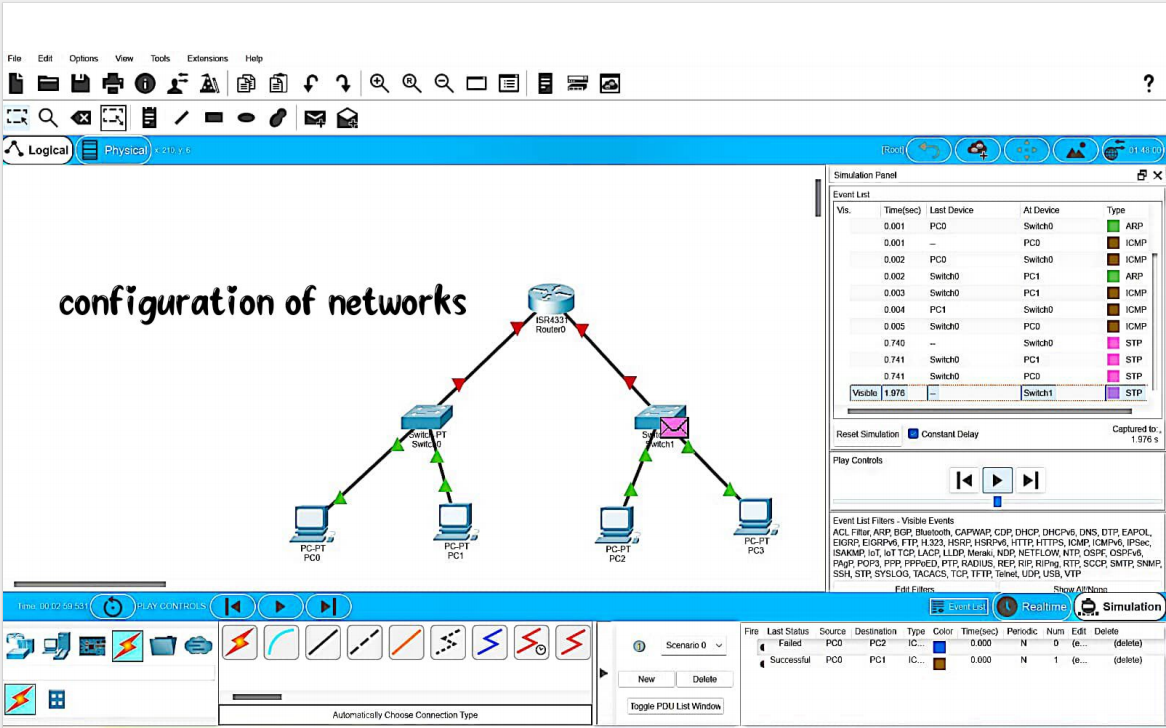 File Edit Options View Tools Extensions Help
?
Logical Physical x: 210, y: 6 [Root] 01:48:00
Simulation Panel
Event List
Vis. Time(sec) Last Device At Device Type
0.001 PC0 Switch0 ARP
0.001 -- PC0 ICMP
0.002 PC0 Switch0 ICMP
0.002 Switch0 PC1 ARP
0.003 Switch0 PC1 ICMP
0.004 PC1 Switch0 ICMP
0.005 Switch0 PC0 ICMP
0.740 -- Switch0 STP
0.741 Switch0 PC1 STP
0.741 Switch0 PC0 STP
Visible 1.976 -- Switch1 STP
Reset Simulation Constant Delay Captured to:
1.976 s
Play Controls
Event List Filters - Visible Events
ACL Filter, ARP, BGP, Bluetooth, CAPWAP, CDP, DHCP, DHCPv6, DNS, DTP, EAPOL,
EIGRP, EIGRPv6, FTP, H.323, HSRP, HSRPv6, HTTP, HTTPS, ICMP, ICMPv6, IPSec,
ISAKMP, IoT, IoT TCP, LACP, LLDP, Meraki, NDP, NETFLOW, NTP, OSPF, OSPFv6,
PAgP, POP3, PPP, PPPoED, PTP, RADIUS, REP, RIP, RIPng, RTP, SCCP, SMTP, SNMP,
SSH, STP, SYSLOG, TACACS, TCP, TFTP, Telnet, UDP, USB, VTP
Edit Filters Show All/None
configuration of networks
ISR4331
Router0
Switch-PT
Switch0
Switch1
PC-PT
PC0
PC-PT
PC1
PC-PT
PC2
PC-PT
PC3
Time: 00:02:59.531 PLAY CONTROLS: Event List Realtime Simulation
Scenario 0
New Delete
Toggle PDU List Window
Automatically Choose Connection Type
Fire Last Status Source Destination Type Color Time(sec) Periodic Num Edit Delete
Failed PC0 PC2 IC... 0.000 N 0 (e... (delete)
Successful PC0 PC1 IC... 0.000 N 1 (e... (delete)